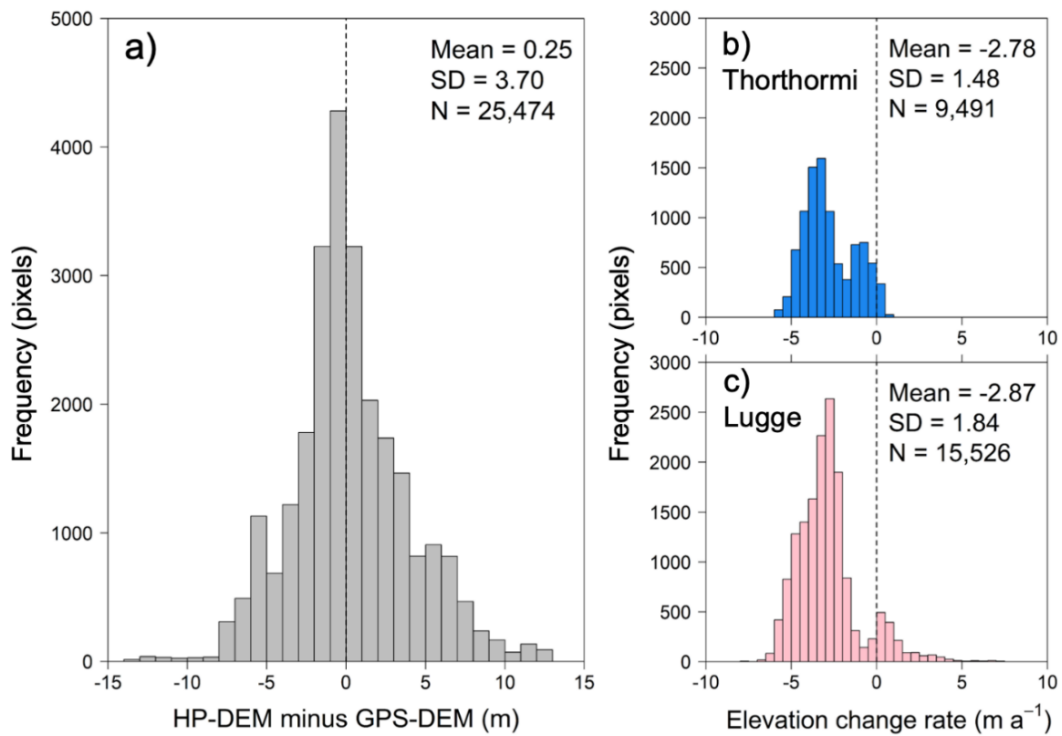 a)
Mean = 0.25
SD = 3.70
N = 25,474
5000
4000
3000
2000
1000
0
Frequency (pixels)
-15
-10
-5
0
5
10
15
HP-DEM minus GPS-DEM (m)
b)
Thorthormi
Mean = -2.78
SD = 1.48
N = 9,491
3000
2500
2000
1500
1000
500
0
-10
-5
0
5
10
Frequency (pixels)
c)
Lugge
Mean = -2.87
SD = 1.84
N = 15,526
3000
2500
2000
1500
1000
500
0
-10
-5
0
5
10
Elevation change rate (m a⁻¹)